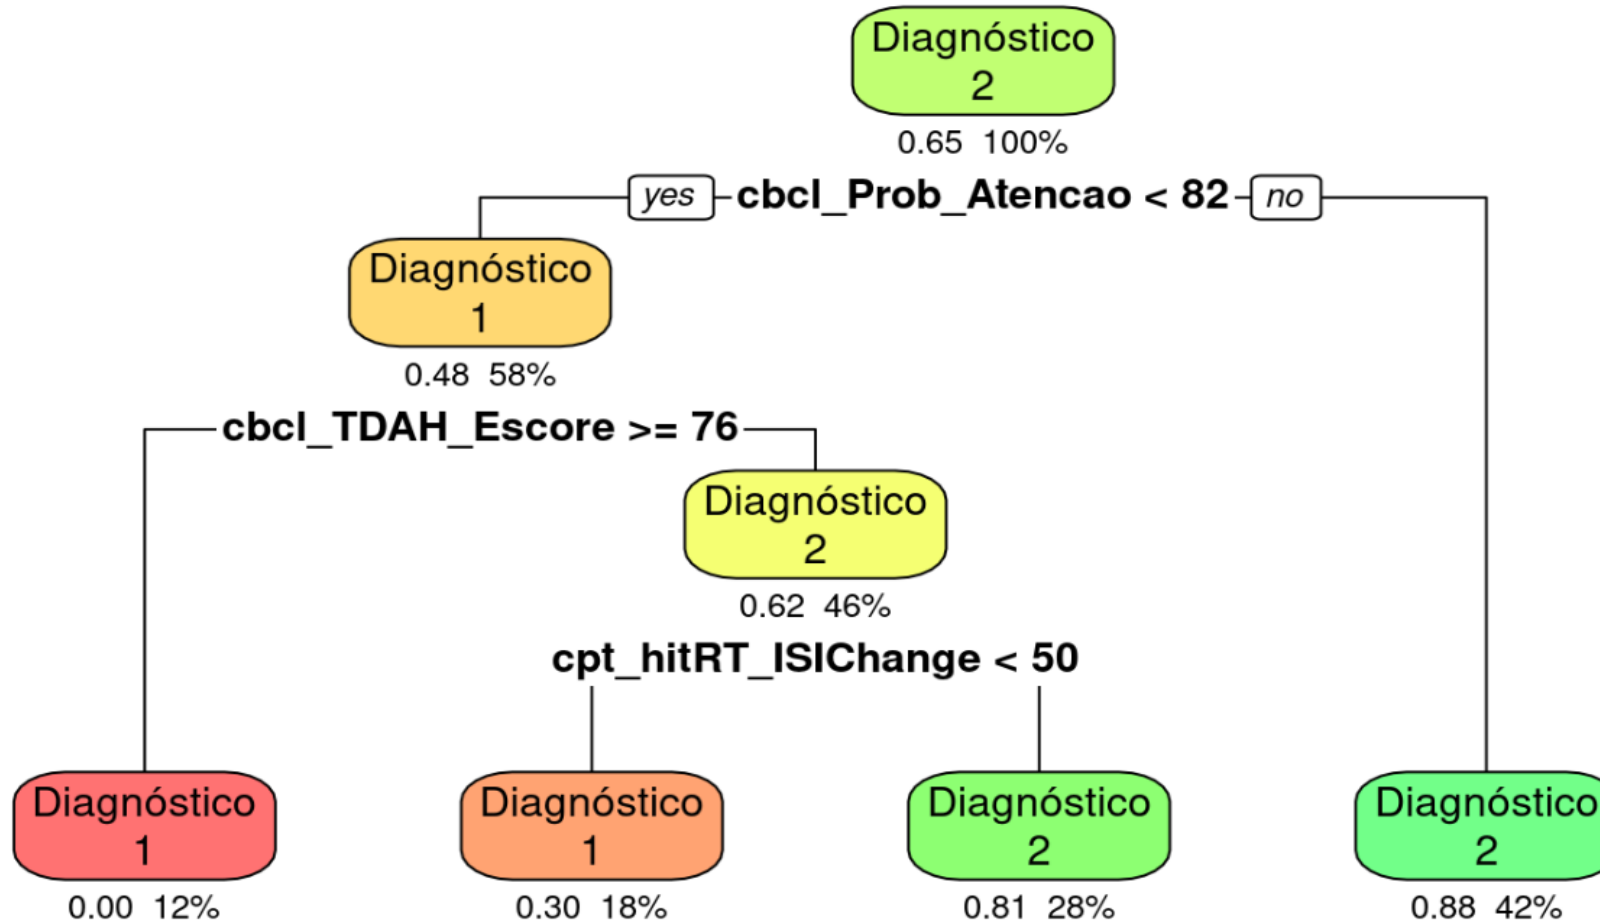 Diagnóstico
2
0.65 100%
yes cbcl_Prob_Atencao < 82 no
Diagnóstico
1
0.48 58%
cbcl_TDAH_Escore >= 76
Diagnóstico
2
0.62 46%
cpt_hitRT_ISIChange < 50
Diagnóstico
1
0.00 12%
Diagnóstico
1
0.30 18%
Diagnóstico
2
0.81 28%
Diagnóstico
2
0.88 42%